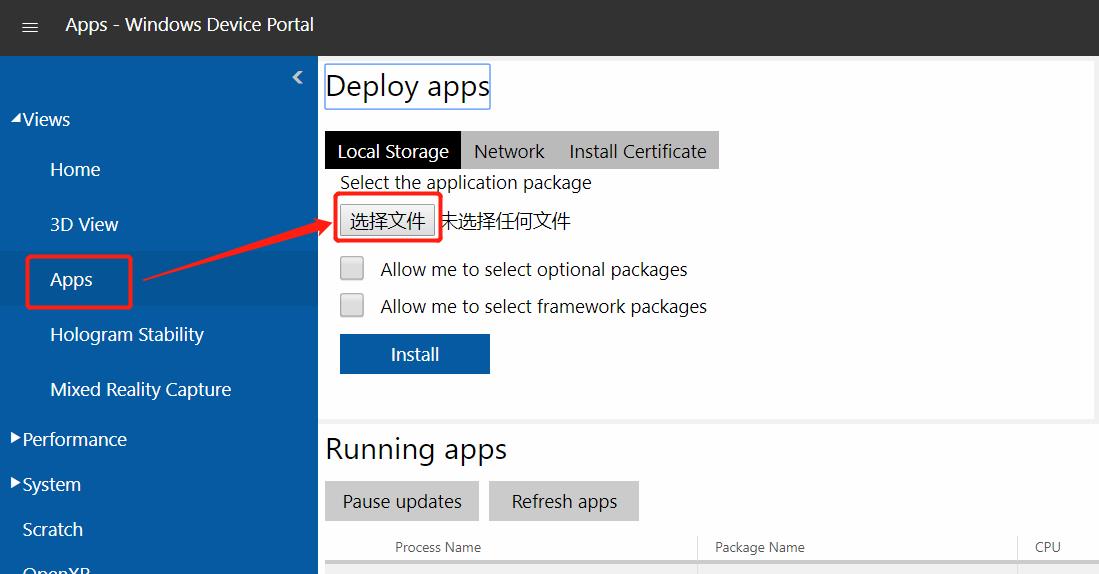 Apps - Windows Device Portal
Views
Home
3D View
Apps
Hologram Stability
Mixed Reality Capture
Performance
System
Scratch
OpenXR
Deploy apps
Local Storage Network Install Certificate
Select the application package
选择文件 未选择任何文件
Allow me to select optional packages
Allow me to select framework packages
Install
Running apps
Pause updates Refresh apps
Process Name Package Name CPU